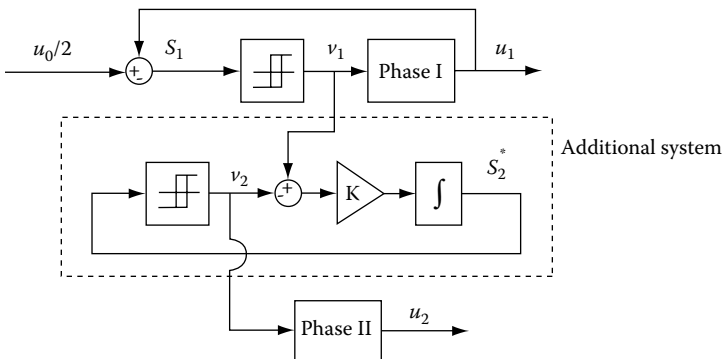 u₀/2
S₁
v₁
Phase I
u₁
+
-
Additional system
v₂
-
+
K
∫
S₂*
Phase II
u₂